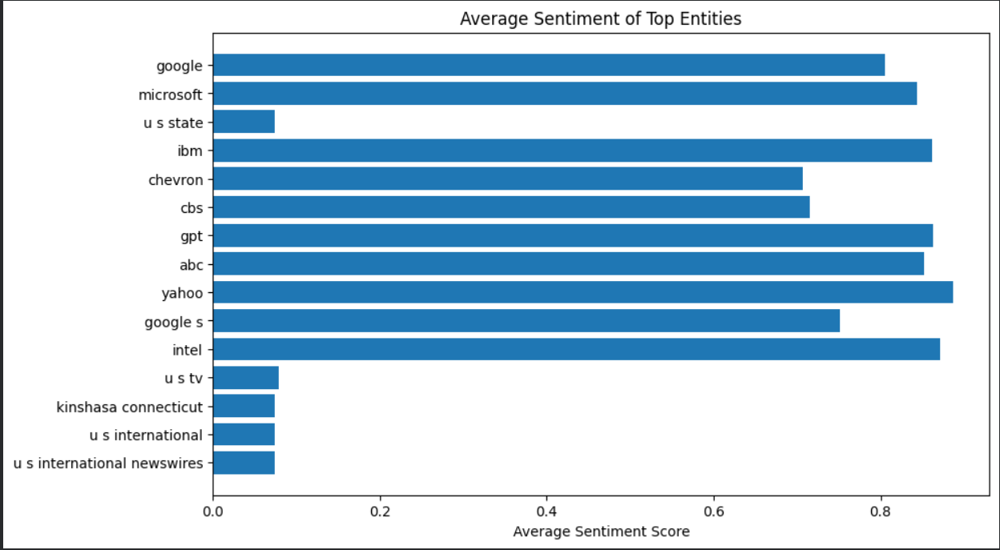 Average Sentiment of Top Entities
google
microsoft
u s state
ibm
chevron
cbs
gpt
abc
yahoo
google s
intel
u s tv
kinshasa connecticut
u s international
u s international newswires
0.0 0.2 0.4 0.6 0.8
Average Sentiment Score